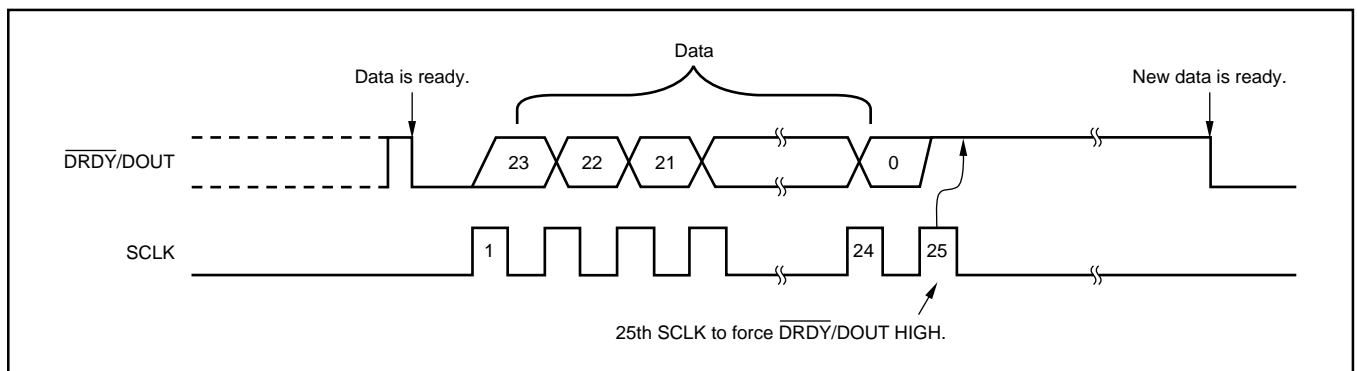 Data
Data is ready.
New data is ready.
DRDY/DOUT
23
22
21
0
SCLK
1
24
25
25th SCLK to force DRDY/DOUT HIGH.